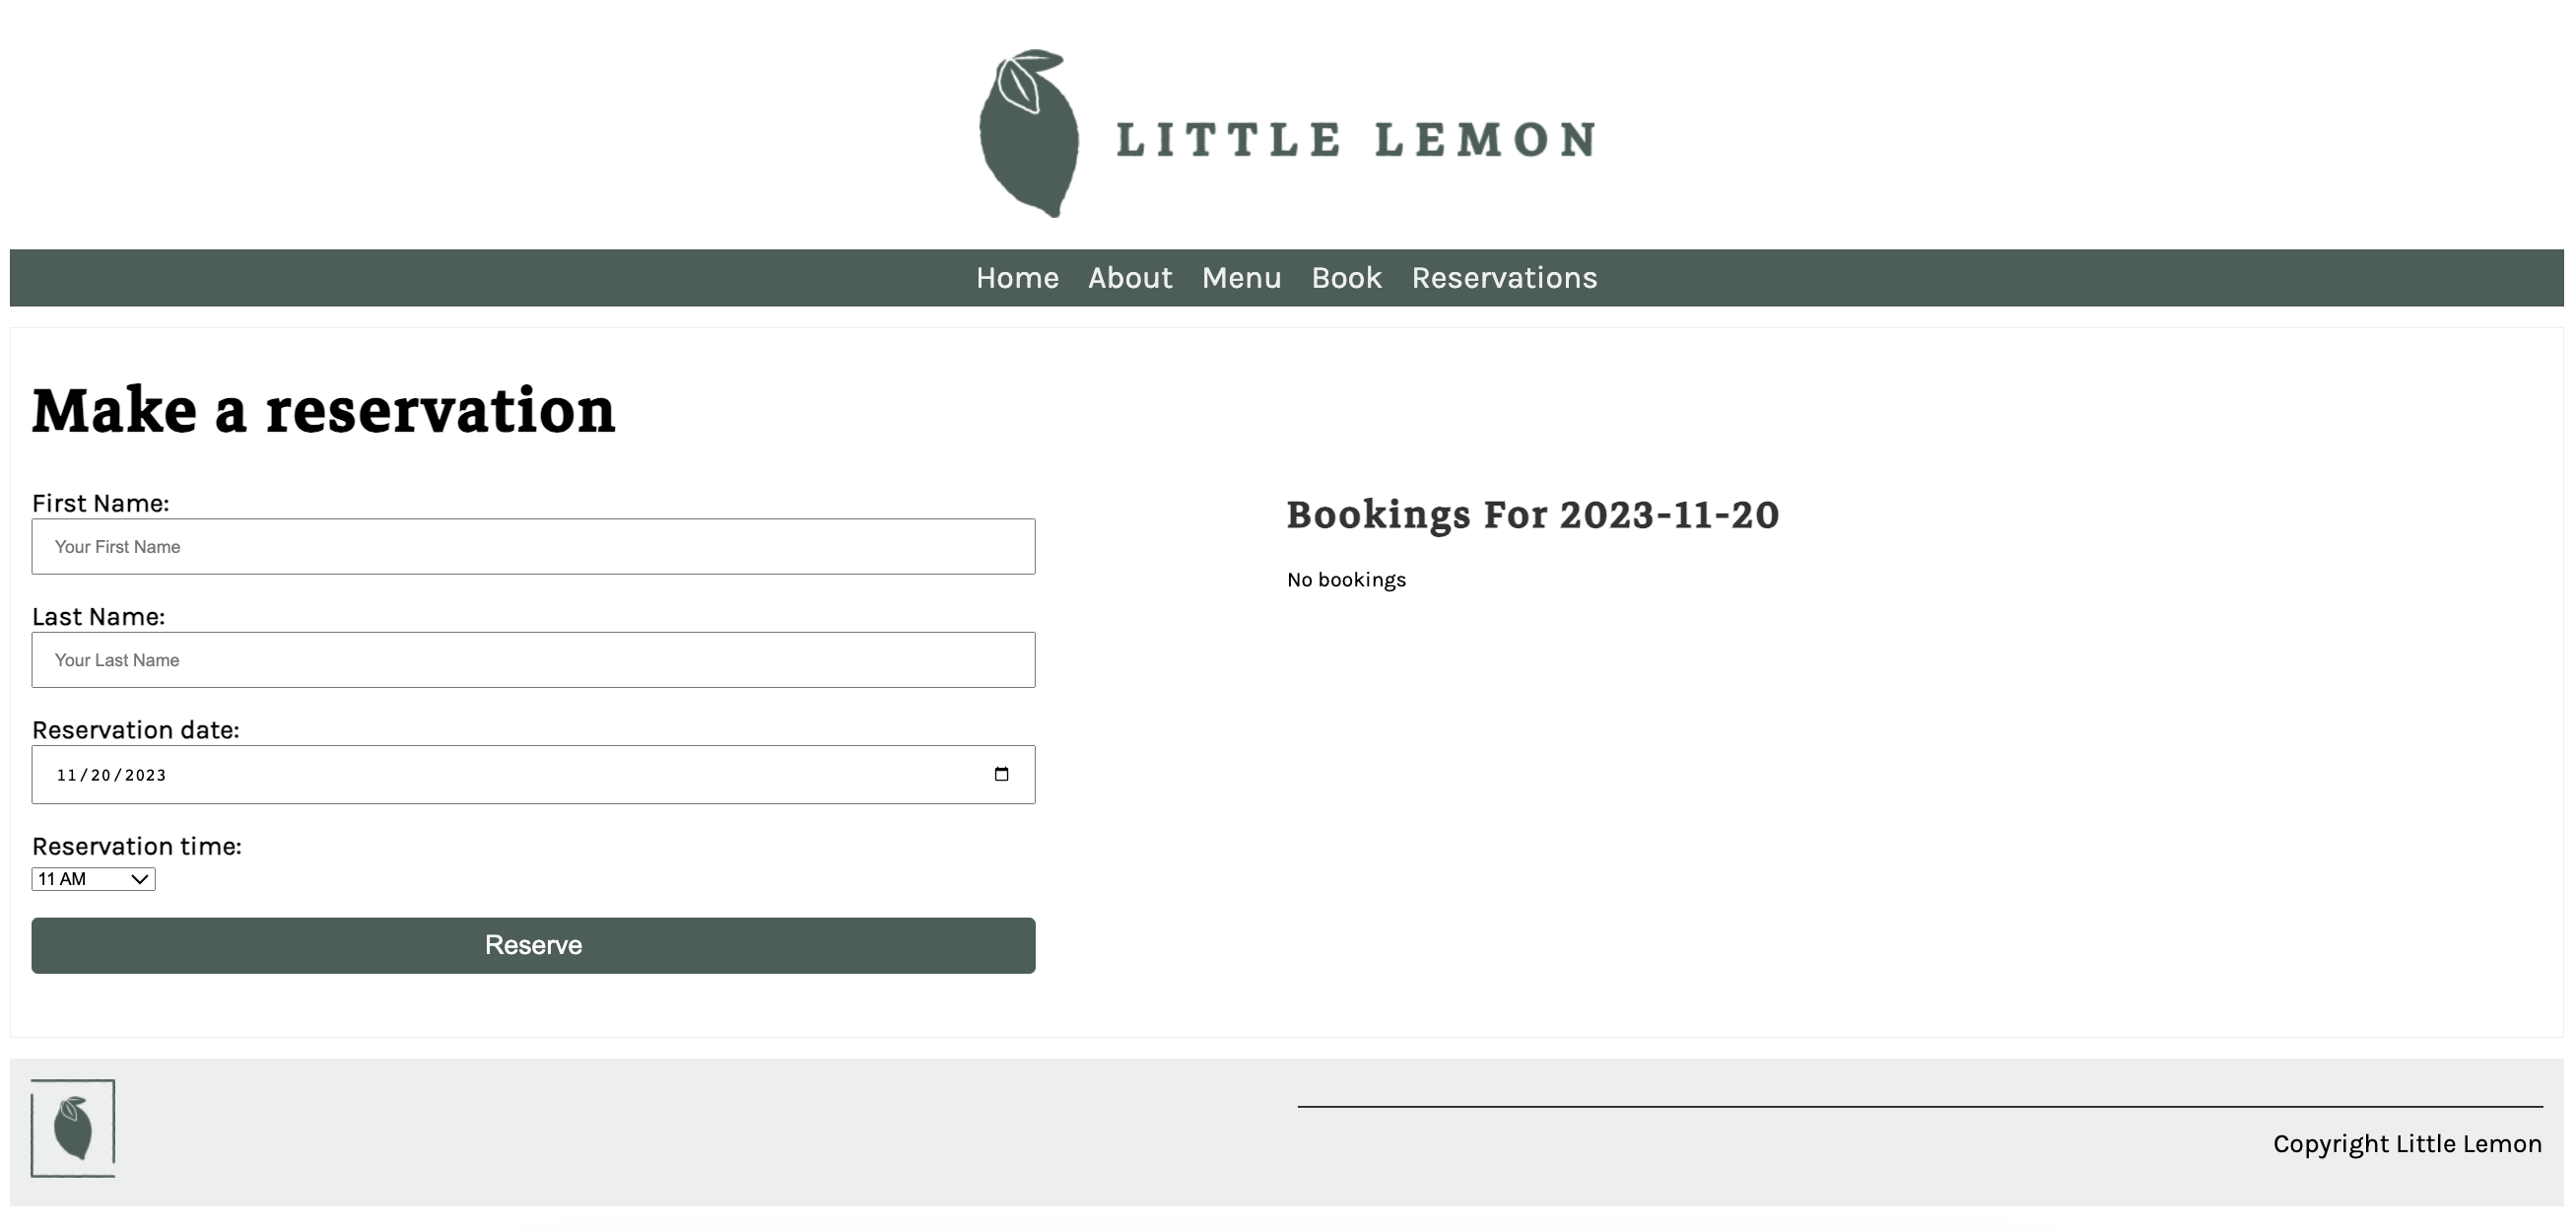 LITTLE LEMON
Home About Menu Book Reservations
Make a reservation
First Name:
Your First Name
Last Name:
Your Last Name
Reservation date:
11/20/2023
Reservation time:
11 AM
Reserve
Bookings For 2023-11-20
No bookings
Copyright Little Lemon